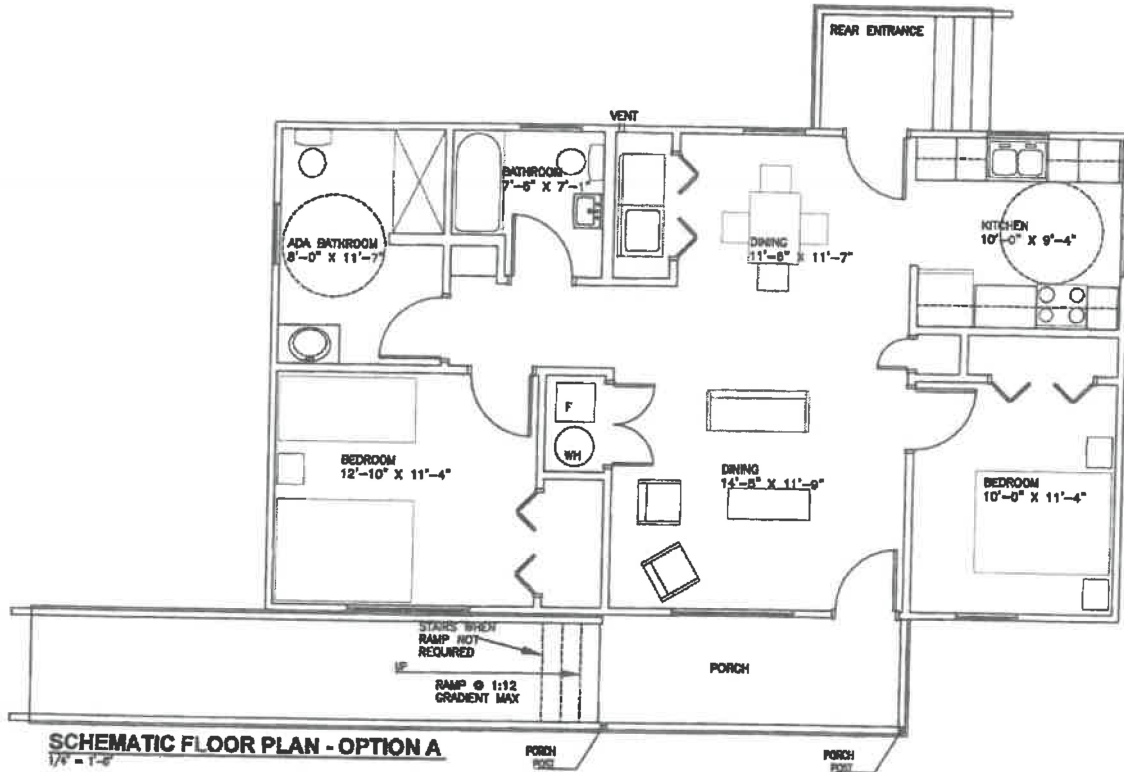 REAR ENTRANCE
VENT
BATHROOM
7'-6" X 7'-1"
ADA BATHROOM
8'-0" X 11'-7"
DINING
11'-8" X 11'-7"
KITCHEN
10'-0" X 9'-4"
F
WH
BEDROOM
12'-10" X 11'-4"
DINING
14'-8" X 11'-9"
BEDROOM
10'-0" X 11'-4"
STAIRS WHEN
RAMP NOT
REQUIRED
UP
RAMP @ 1:12
GRADIENT MAX
PORCH
SCHEMATIC FLOOR PLAN - OPTION A
1/4" = 1'-0"
PORCH
POST
PORCH
POST